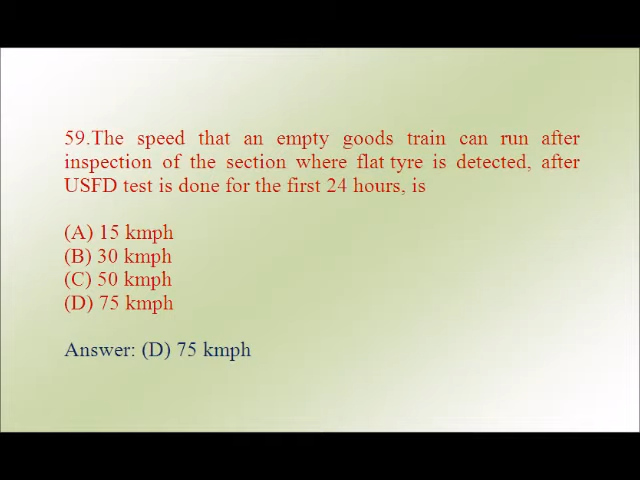 59.The speed that an empty goods train can run after
inspection of the section where flat tyre is detected, after
USFD test is done for the first 24 hours, is
(A) 15 kmph
(B) 30 kmph
(C) 50 kmph
(D) 75 kmph
Answer: (D) 75 kmph